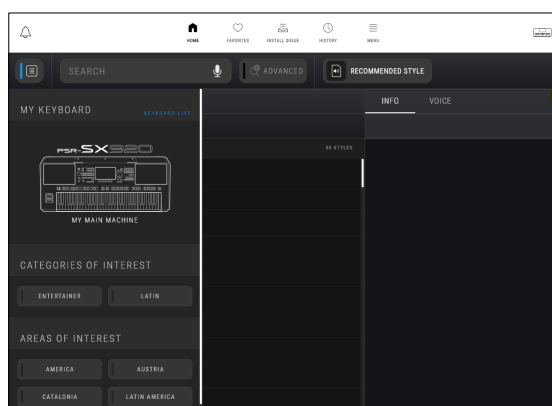 HOME
FAVORITES
INSTALL QUEUE
HISTORY
MENU
SEARCH
ADVANCED
RECOMMENDED STYLE
MY KEYBOARD
KEYBOARD LIST
INFO
VOICE
98 STYLES
PSR-SX920
MY MAIN MACHINE
CATEGORIES OF INTEREST
ENTERTAINER
LATIN
AREAS OF INTEREST
AMERICA
AUSTRIA
CATALONIA
LATIN AMERICA